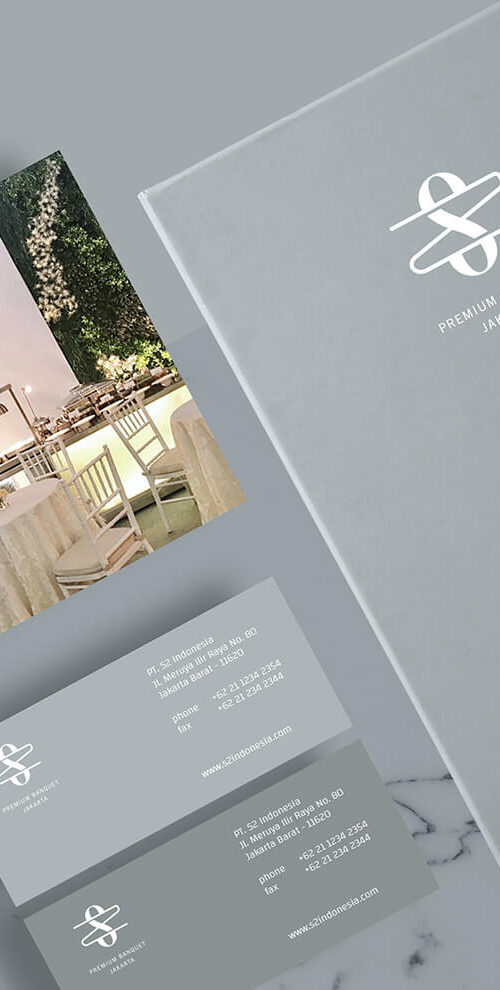 PREMIUM
JAK
PT. S2 Indonesia
Jl. Meruya Ilir Raya No. 80
Jakarta Barat - 11620
phone +62 21 1234 2354
fax +62 21 234 2344
www.s2indonesia.com
PREMIUM BANQUET
JAKARTA
PT. S2 Indonesia
Jl. Meruya Ilir Raya No. 80
Jakarta Barat - 11620
phone +62 21 1234 2354
fax +62 21 234 2344
www.s2indonesia.com
PREMIUM BANQUET
JAKARTA